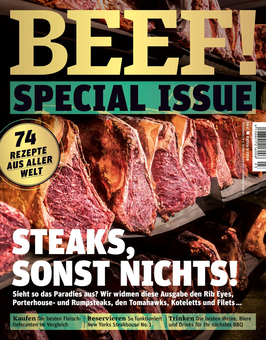 BEEF!
SPECIAL ISSUE
74
REZEPTE
AUS ALLER
WELT
STEAKS,
SONST NICHTS!
Sieht so das Paradies aus? Wir widmen diese Ausgabe den Rib Eyes,
Porterhouse- und Rumpsteaks, den Tomahawks, Koteletts und Filets ...
Kaufen Die besten Fleisch-
lieferanten im Vergleich
Reservieren So funktioniert
New Yorks Steakhouse No. 1
Trinken Die besten Weine, Biere
und Drinks für Ihr nächstes BBQ